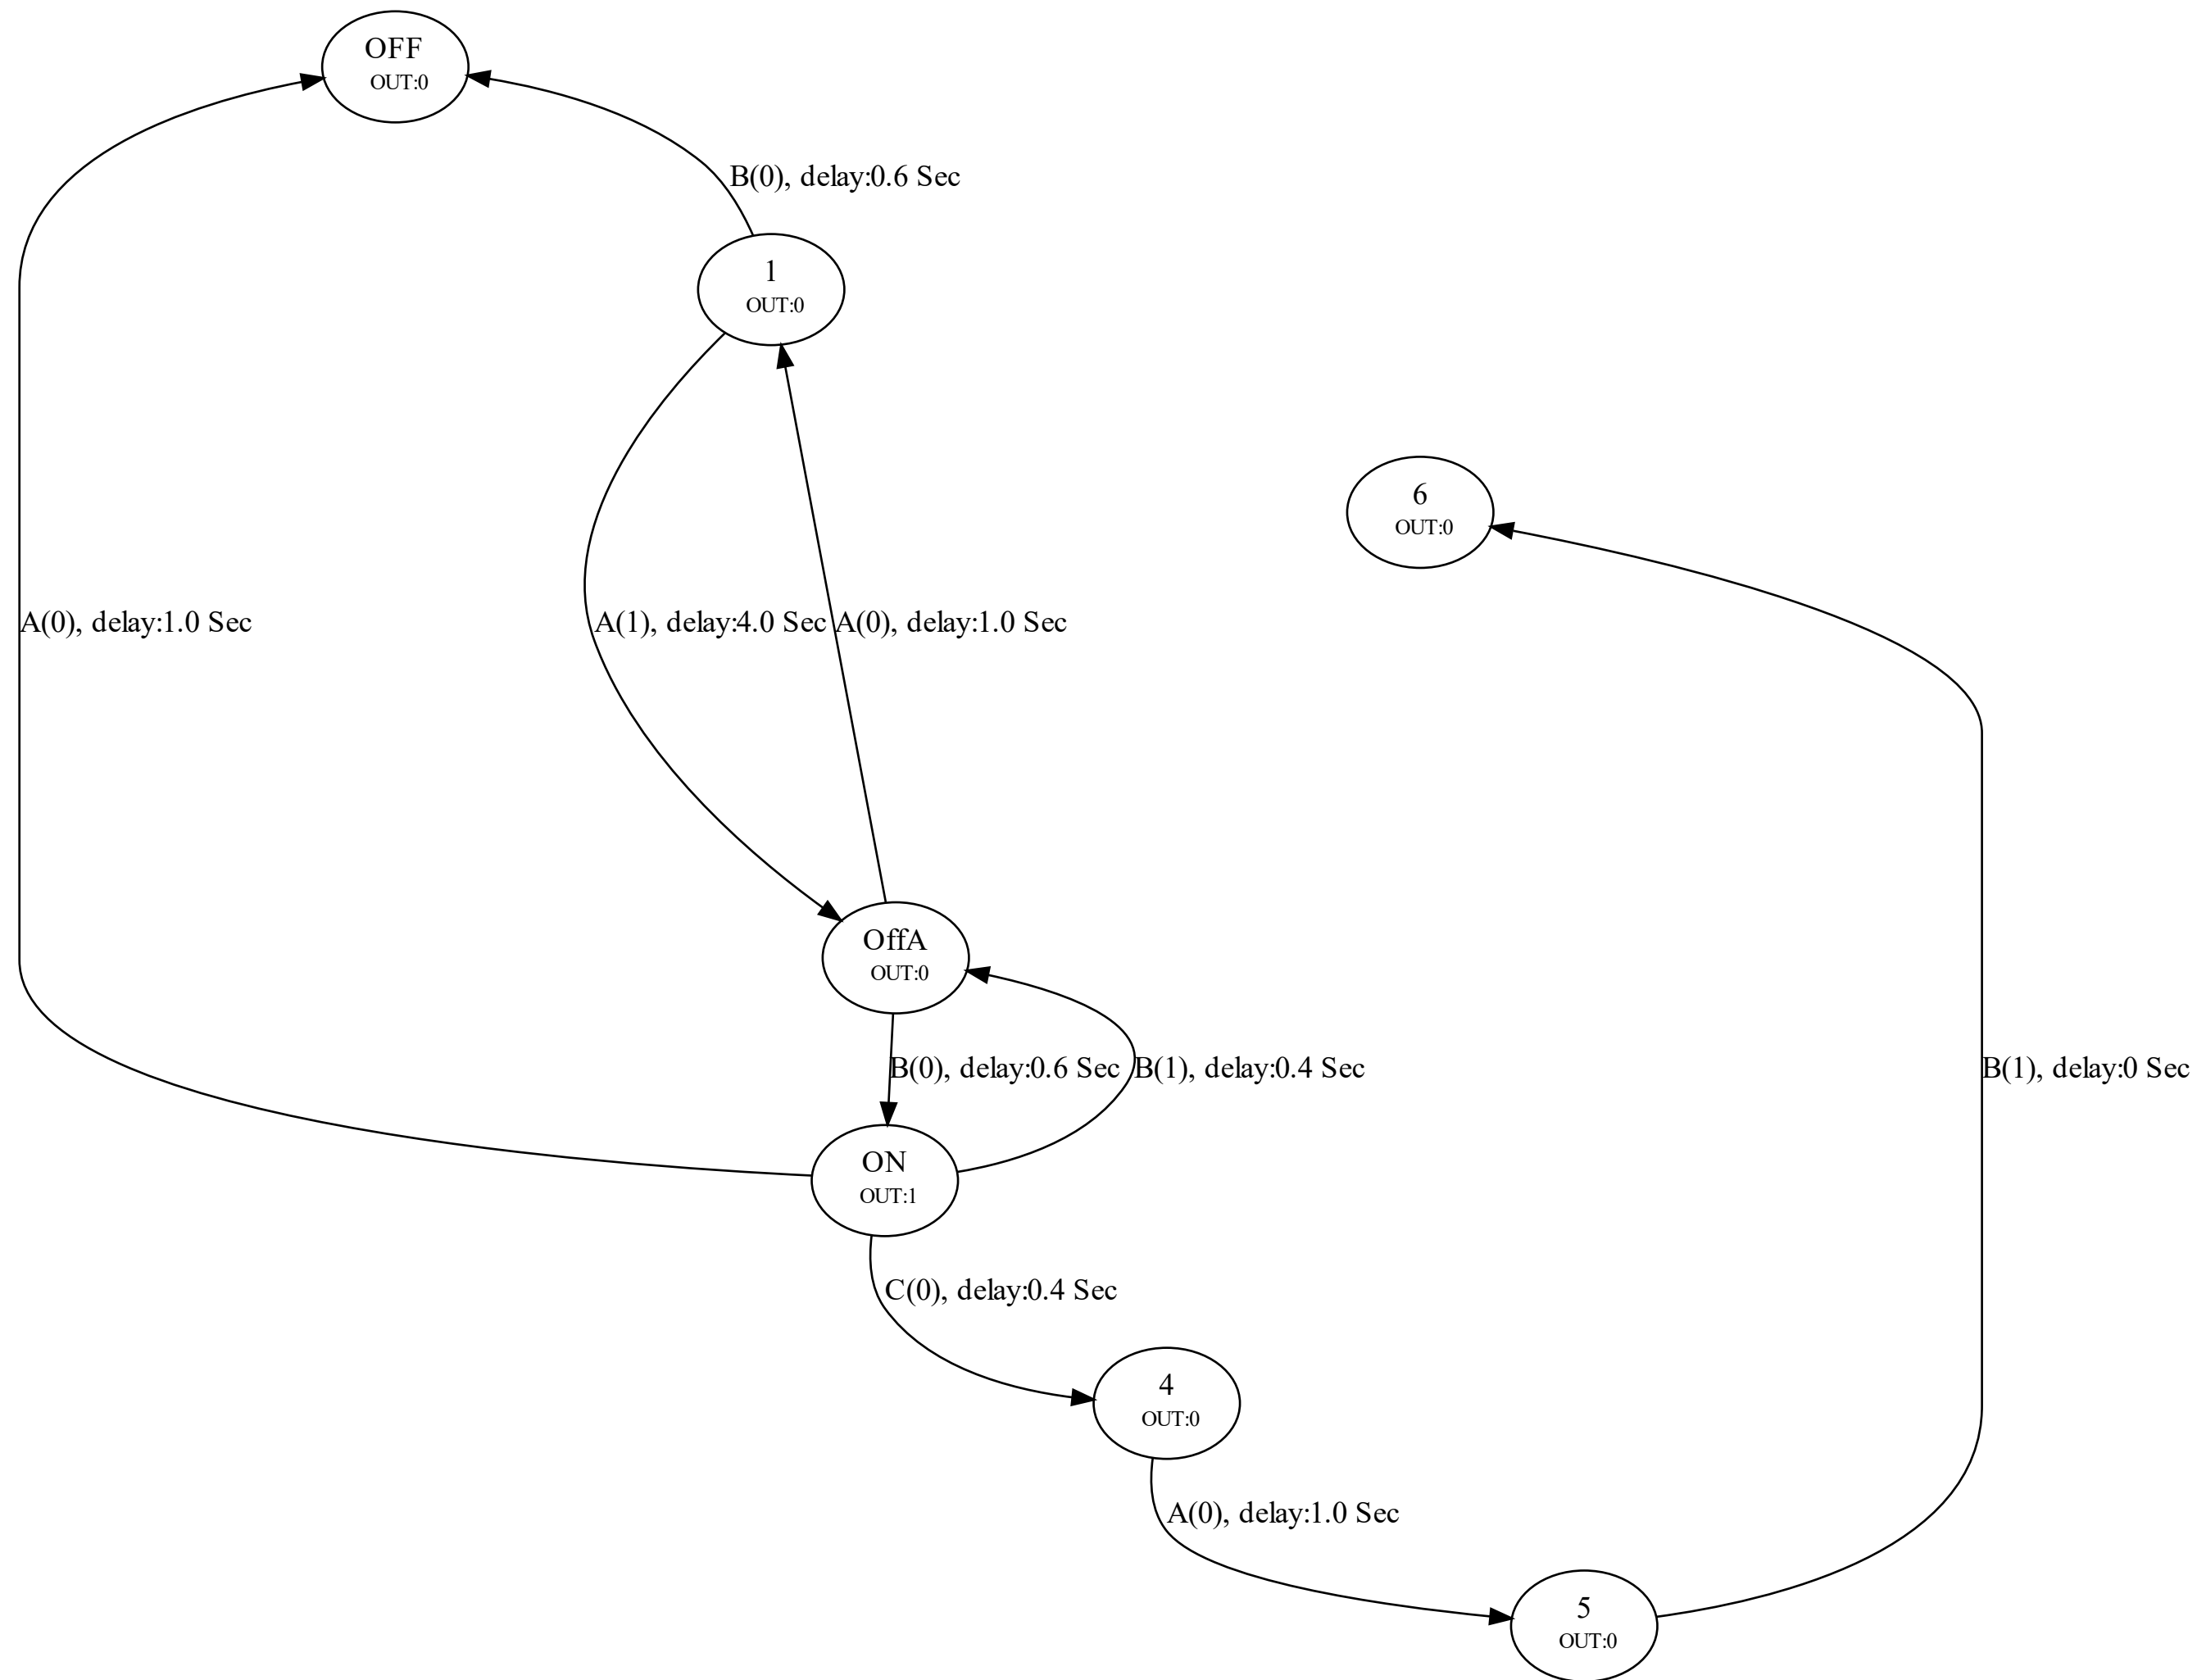 OFF
OUT:0
B(0), delay:0.6 Sec
1
OUT:0
6
OUT:0
A(0), delay:1.0 Sec
A(1), delay:4.0 Sec
A(0), delay:1.0 Sec
OffA
OUT:0
B(0), delay:0.6 Sec
B(1), delay:0.4 Sec
B(1), delay:0 Sec
ON
OUT:1
C(0), delay:0.4 Sec
4
OUT:0
A(0), delay:1.0 Sec
5
OUT:0